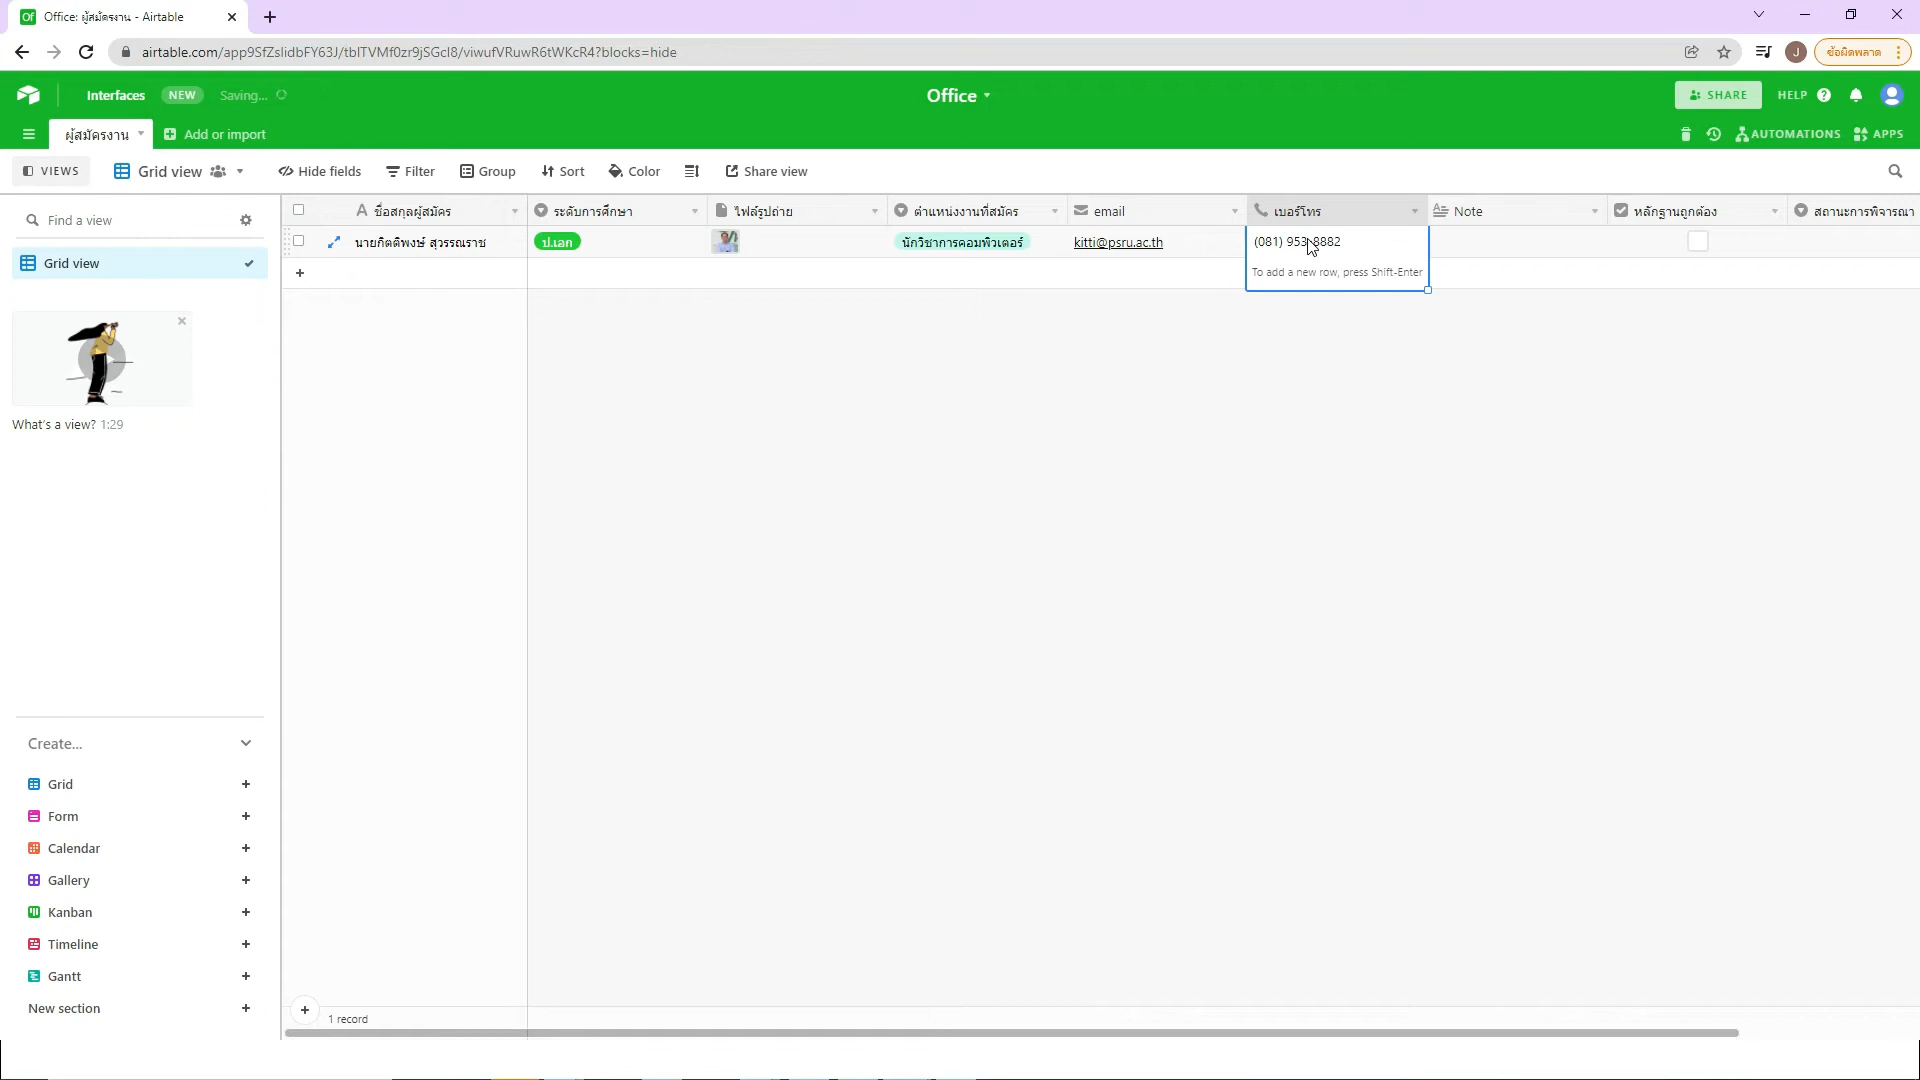 Of Office: ผู้สมัครงาน - Airtable
airtable.com/app9SfZslidbFY63J/tblTVMf0zr9jSGcl8/viwufVRuwR6tWKcR4?blocks=hide
J ข้อผิดพลาด
Interfaces NEW Saving... Office SHARE HELP
ผู้สมัครงาน Add or import AUTOMATIONS APPS
VIEWS Grid view Hide fields Filter Group Sort Color Share view
Find a view
ชื่อสกุลผู้สมัคร ระดับการศึกษา ไฟล์รูปถ่าย ตำแหน่งงานที่สมัคร email เบอร์โทร Note หลักฐานถูกต้อง สถานะการพิจารณา
นายกิตติพงษ์ สุวรรณราช ป.เอก นักวิชาการคอมพิวเตอร์ kitti@psru.ac.th (081) 953-8882
To add a new row, press Shift-Enter
Grid view
What's a view? 1:29
Create...
Grid
Form
Calendar
Gallery
Kanban
Timeline
Gantt
New section
1 record